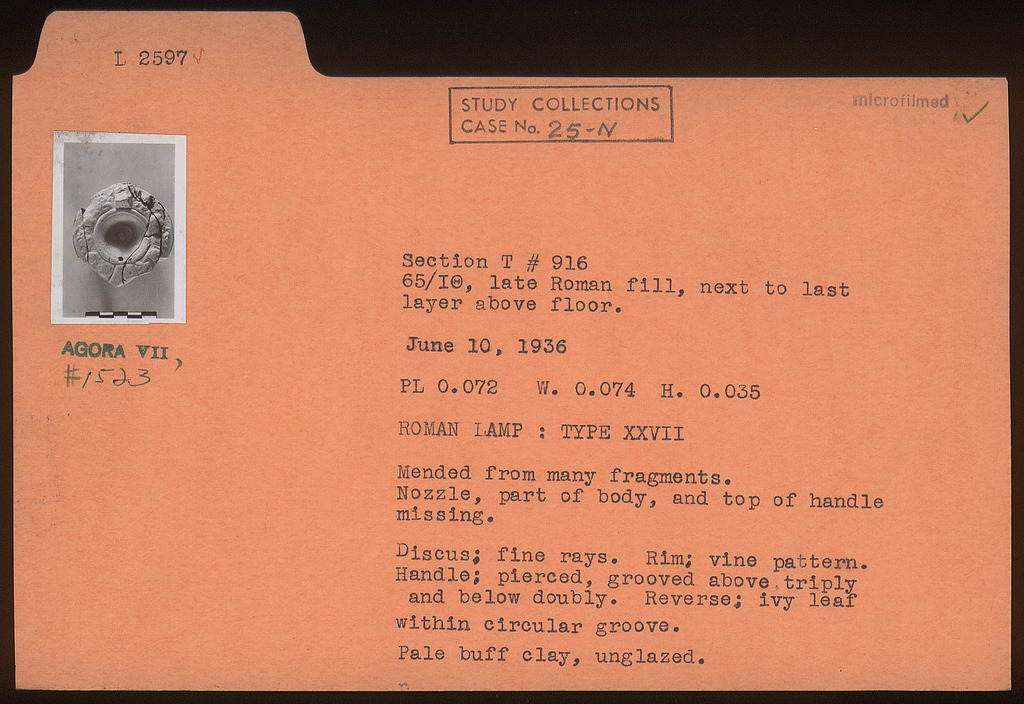 L 2597
STUDY COLLECTIONS
CASE No. 25-N
microfilmed
AGORA VII,
#1523
Section T # 916
65/IΘ, late Roman fill, next to last
layer above floor.
June 10, 1936
PL 0.072 W. 0.074 H. 0.035
ROMAN LAMP : TYPE XXVII
Mended from many fragments.
Nozzle, part of body, and top of handle
missing.
Discus; fine rays. Rim; vine pattern.
Handle; pierced, grooved above triply
and below doubly. Reverse; ivy leaf
within circular groove.
Pale buff clay, unglazed.